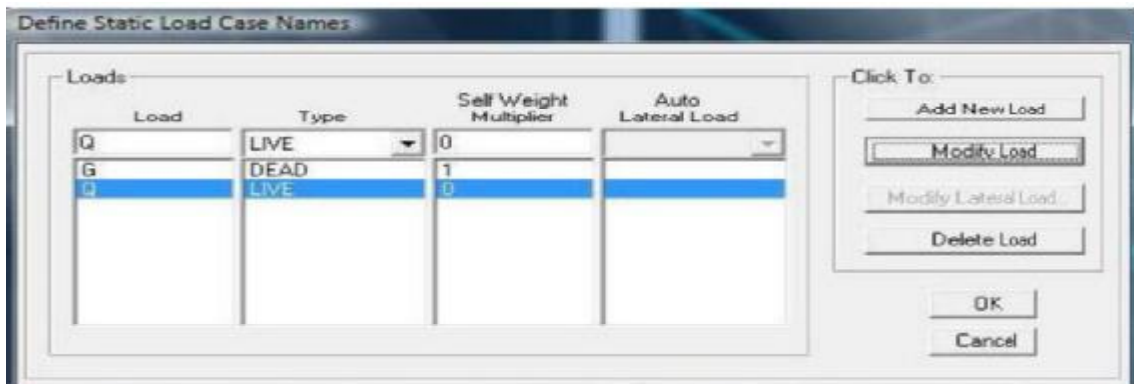 Define Static Load Case Names
Loads
Load Type Self Weight Multiplier Auto Lateral Load
Q LIVE 0
G DEAD 1
Q LIVE 0
Click To:
Add New Load
Modify Load
Modify Lateral Load...
Delete Load
OK
Cancel